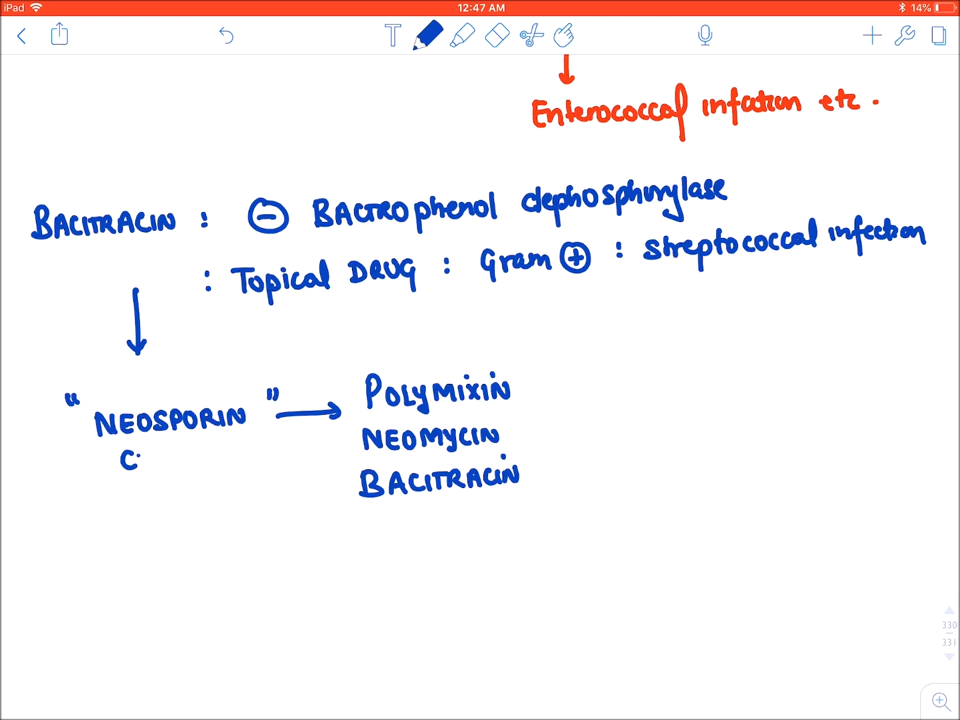 iPad 12:47 AM 14%
T
Enterococcal infection etc.
BACITRACIN : ⊖ BACTROphenol dephosphorylase
: Topical DRUG : Gram ⊕ : streptococcal infection
" NEOSPORIN " → POLYMIXIN
NEOMYCIN
C
BACITRACIN
330
331